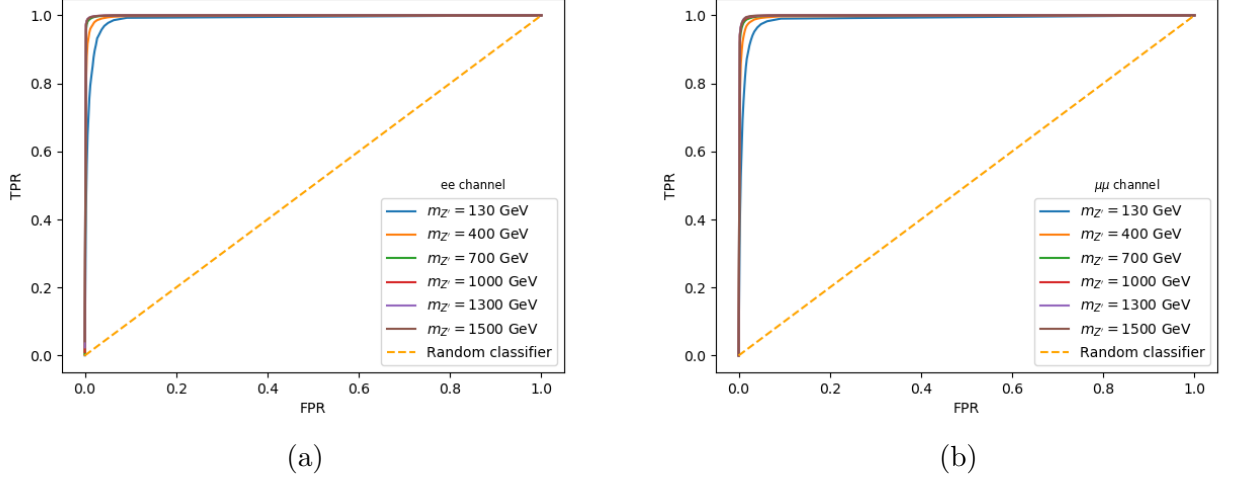 1.0
0.8
0.6
0.4
0.2
0.0
TPR
0.0 0.2 0.4 0.6 0.8 1.0
FPR
ee channel
m_{Z'} = 130 GeV
m_{Z'} = 400 GeV
m_{Z'} = 700 GeV
m_{Z'} = 1000 GeV
m_{Z'} = 1300 GeV
m_{Z'} = 1500 GeV
Random classifier
(a)
1.0
0.8
0.6
0.4
0.2
0.0
TPR
0.0 0.2 0.4 0.6 0.8 1.0
FPR
μμ channel
m_{Z'} = 130 GeV
m_{Z'} = 400 GeV
m_{Z'} = 700 GeV
m_{Z'} = 1000 GeV
m_{Z'} = 1300 GeV
m_{Z'} = 1500 GeV
Random classifier
(b)